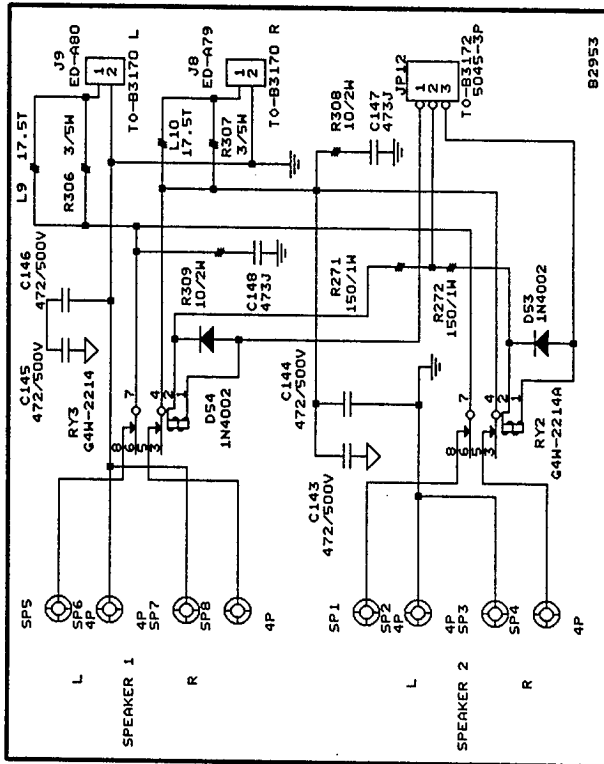 J9
ED-A80
1
2
TO-B3170 L
J8
ED-A79
1
2
TO-B3170 R
JP12
1
2
3
TO-B3172
5045-3P
B2953
L9 17.5T
R306 3/5W
L10
17.5T
R307
3/5W
R308
10/2W
C147
473J
C146
472/500V
C145
472/500V
R309
10/2W
C148
473J
R271
150/1W
R272
150/1W
D53
1N4002
RY3
G4W-2214
8
6
5
3
7
4
2
1
D54
1N4002
C144
472/500V
C143
472/500V
8
6
5
3
7
4
2
1
RY2
G4W-2214A
SP5
SP6
4P
4P
SP7
SP8
4P
SP1
SP2
4P
4P
SP3
SP4
4P
L
SPEAKER 1
R
L
SPEAKER 2
R